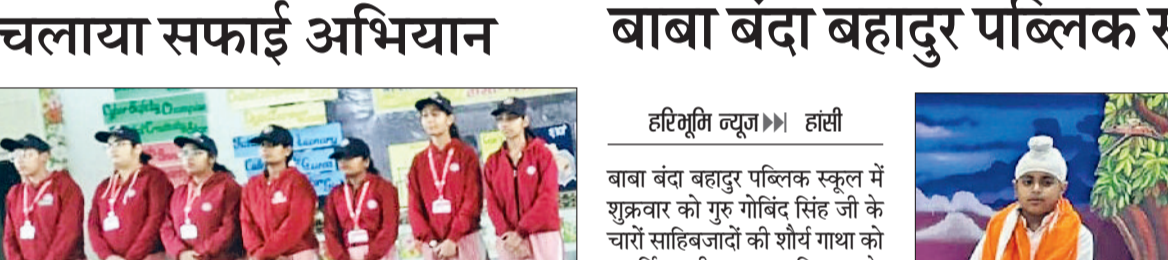 चलाया सफाई अभियान
बाबा बंदा बहादुर पब्लिक
हरिभूमि न्यूज हांसी
बाबा बंदा बहादुर पब्लिक स्कूल में
शुक्रवार को गुरु गोबिंद सिंह जी के
चारों साहिबजादों की शौर्य गाथा को